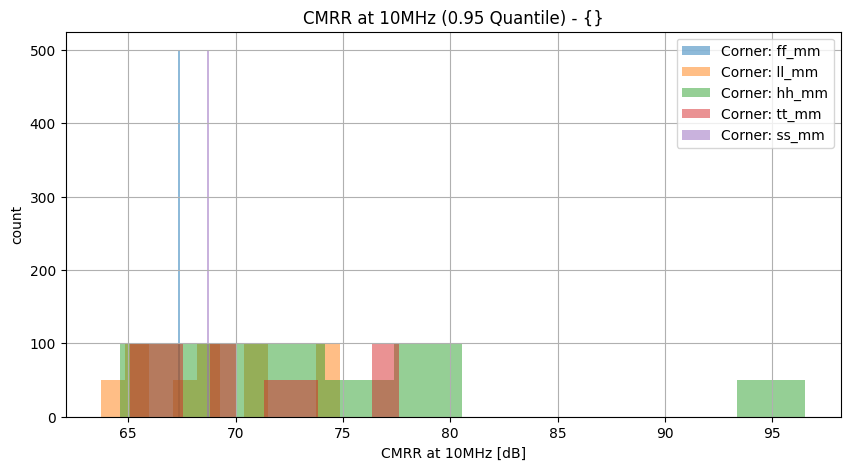 CMRR at 10MHz (0.95 Quantile) - {}
500
400
300
200
100
0
count
Corner: ff_mm
Corner: ll_mm
Corner: hh_mm
Corner: tt_mm
Corner: ss_mm
65 70 75 80 85 90 95
CMRR at 10MHz [dB]